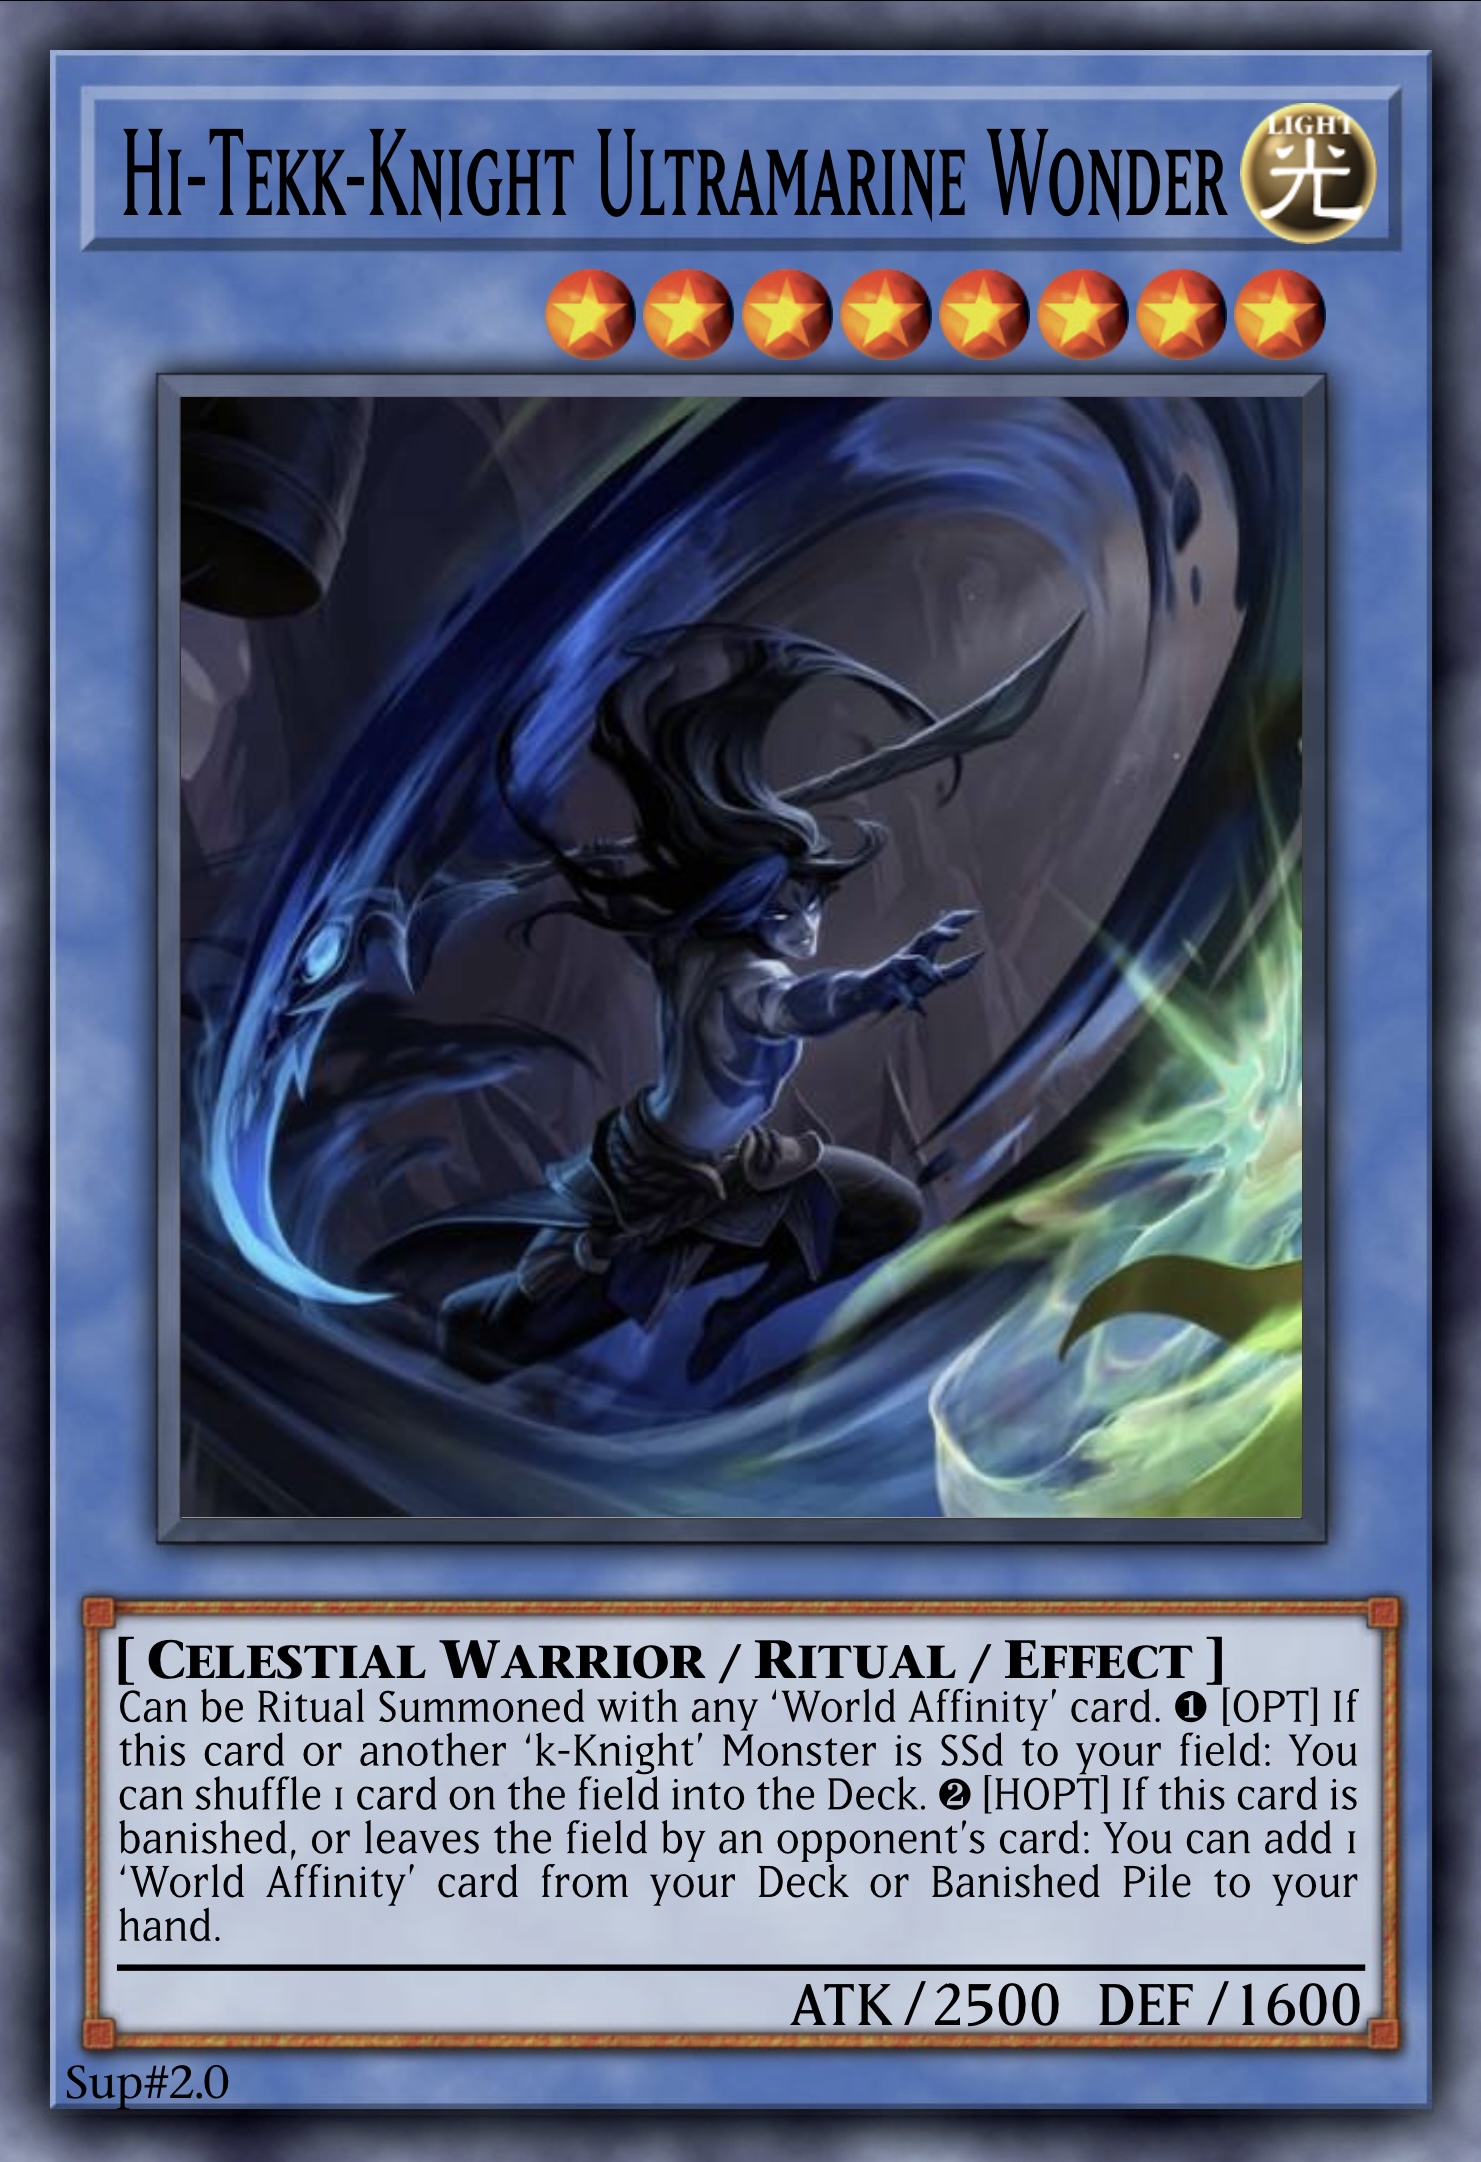 Hi-Tekk-Knight Ultramarine Wonder
LIGHT
光
[ Celestial Warrior / Ritual / Effect ]
Can be Ritual Summoned with any ‘World Affinity’ card. ❶ [OPT] If
this card or another ‘k-Knight’ Monster is SSd to your field: You
can shuffle 1 card on the field into the Deck. ❷ [HOPT] If this card is
banished, or leaves the field by an opponent's card: You can add 1
‘World Affinity’ card from your Deck or Banished Pile to your
hand.
ATK/2500 DEF/1600
Sup#2.0